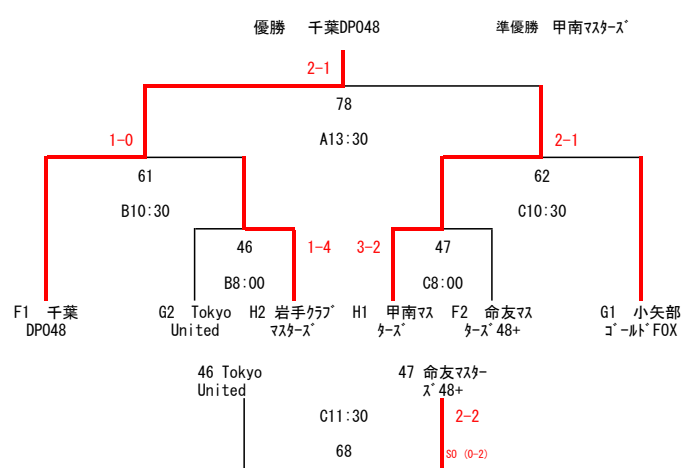 優勝 千葉DPO48 準優勝 甲南ﾏｽﾀｰｽﾞ
2-1
78
1-0 A13:30 2-1
61 62
B10:30 C10:30
46 1-4 3-2 47
B8:00 C8:00
F1 千葉 G2 Tokyo H2 岩手ｸﾗﾌﾞ H1 甲南ﾏｽ F2 命友ﾏｽ G1 小矢部
DPO48 United ﾏｽﾀｰｽﾞ ﾀｰｽﾞ ﾀｰｽﾞ48+ ｺﾞｰﾙﾄﾞFOX
46 Tokyo 47 命友ﾏｽﾀｰ
United ｽﾞ48+
C11:30 2-2
68 SO (0-2)